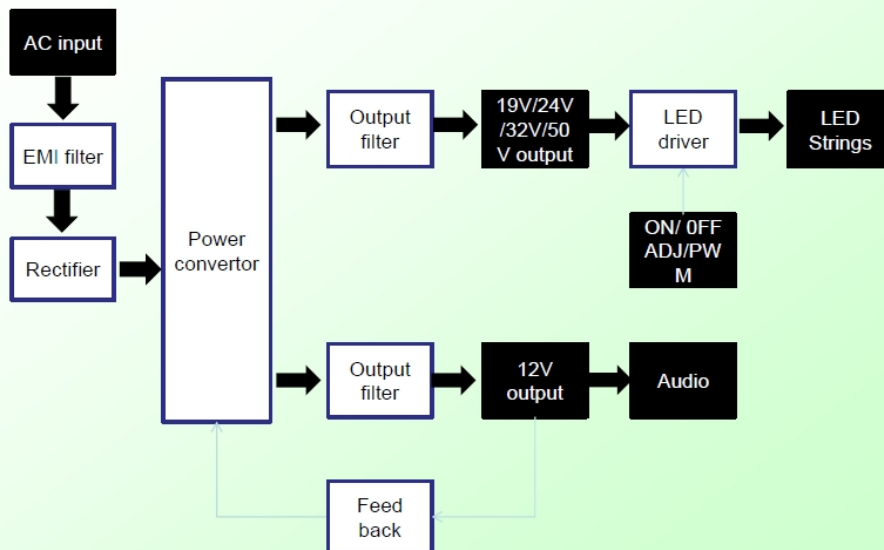 AC input
EMI filter
Rectifier
Power
convertor
Output
filter
19V/24V
/32V/50
V output
LED
driver
LED
Strings
ON/ 0FF
ADJ/PW
M
Output
filter
12V
output
Audio
Feed
back